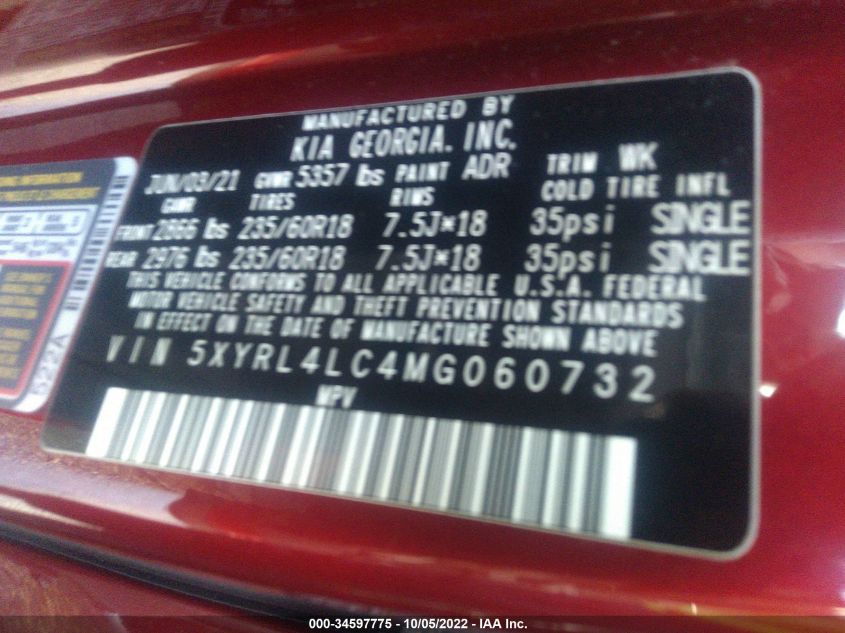 MANUFACTURED BY
KIA GEORGIA. INC.
JUN/03/21 GVWR 5357 lbs PAINT ADR TRIM WK
GWR TIRES RIMS COLD TIRE INFL
FRONT 2866 lbs 235/60R18 7.5J*18 35psi SINGLE
REAR 2976 lbs 235/60R18 7.5J*18 35psi SINGLE
THIS VEHICLE CONFORMS TO ALL APPLICABLE U.S.A. FEDERAL
MOTOR VEHICLE SAFETY AND THEFT PREVENTION STANDARDS
IN EFFECT ON THE DATE OF MANUFACTURE SHOWN ABOVE
VIN 5XYRL4LC4MG060732
MPV
INFORMATION
522A
000-34597775 - 10/05/2022 - IAA Inc.